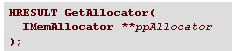 HRESULT GetAllocator(
IMemAllocator **ppAllocator
);